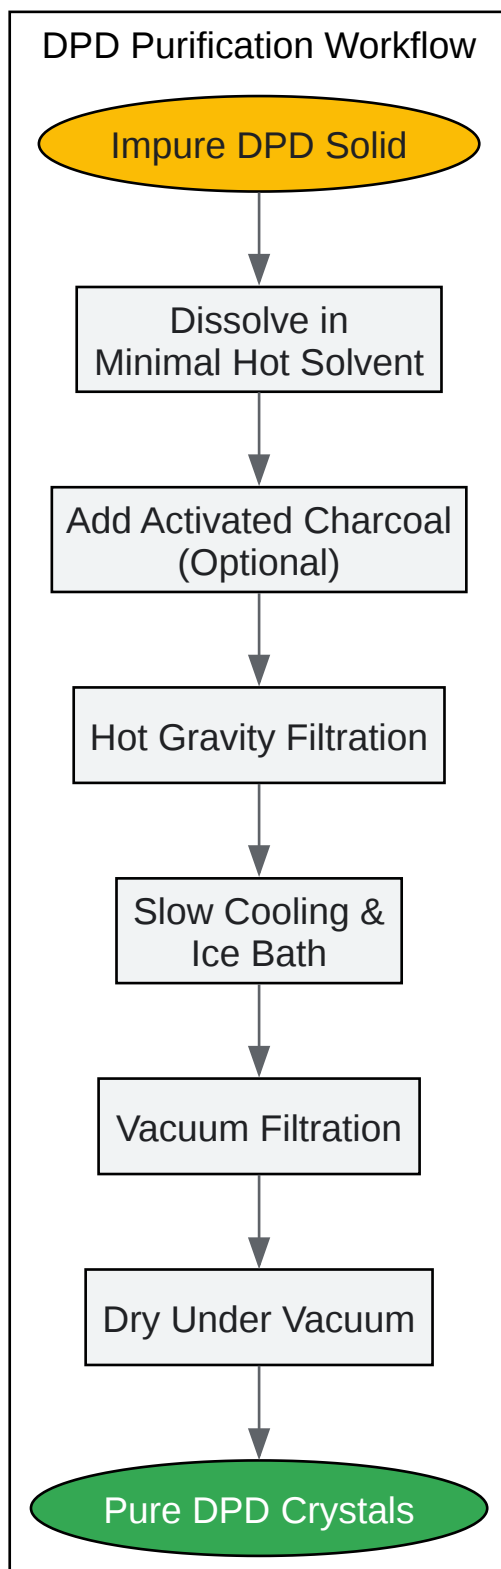 DPD Purification Workflow
Impure DPD Solid
Dissolve in
Minimal Hot Solvent
Add Activated Charcoal
(Optional)
Hot Gravity Filtration
Slow Cooling &
Ice Bath
Vacuum Filtration
Dry Under Vacuum
Pure DPD Crystals